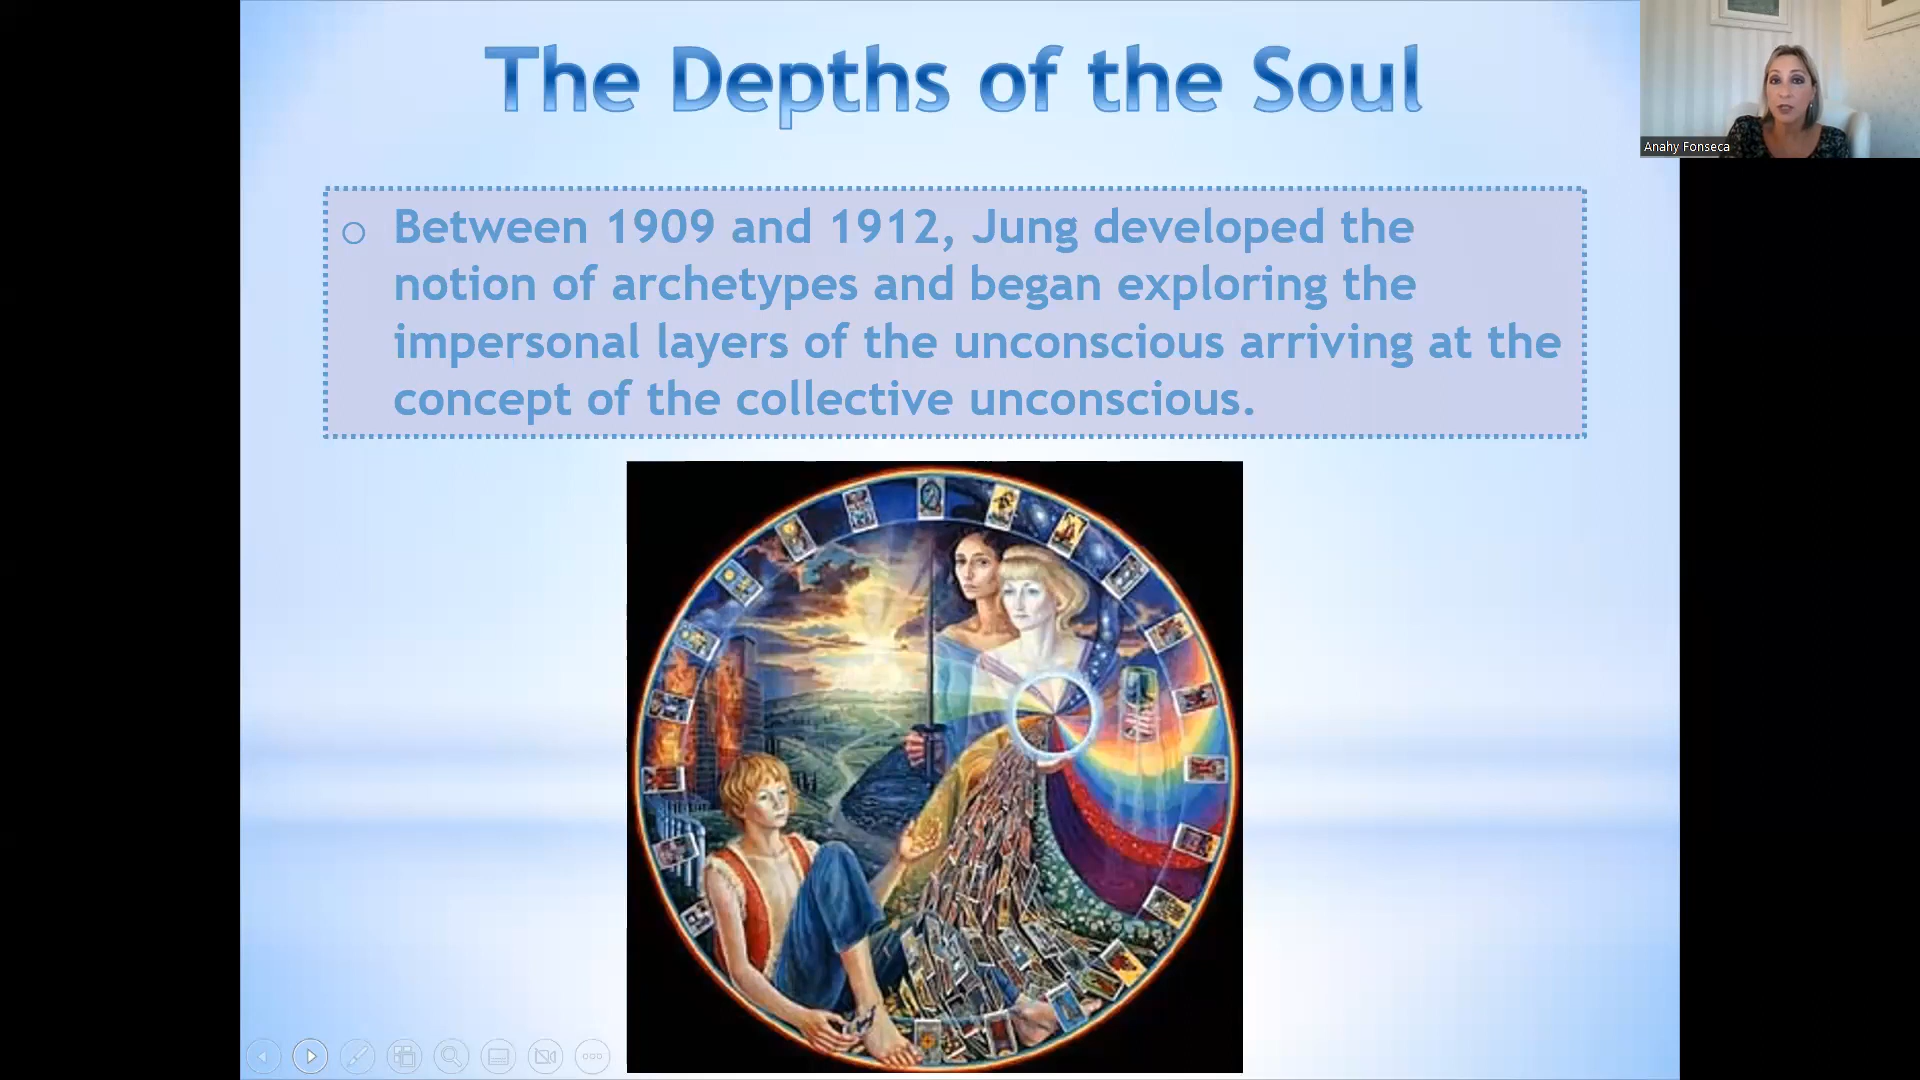 The Depths of the Soul
Anahy Fonseca
Between 1909 and 1912, Jung developed the
notion of archetypes and began exploring the
impersonal layers of the unconscious arriving at the
concept of the collective unconscious.